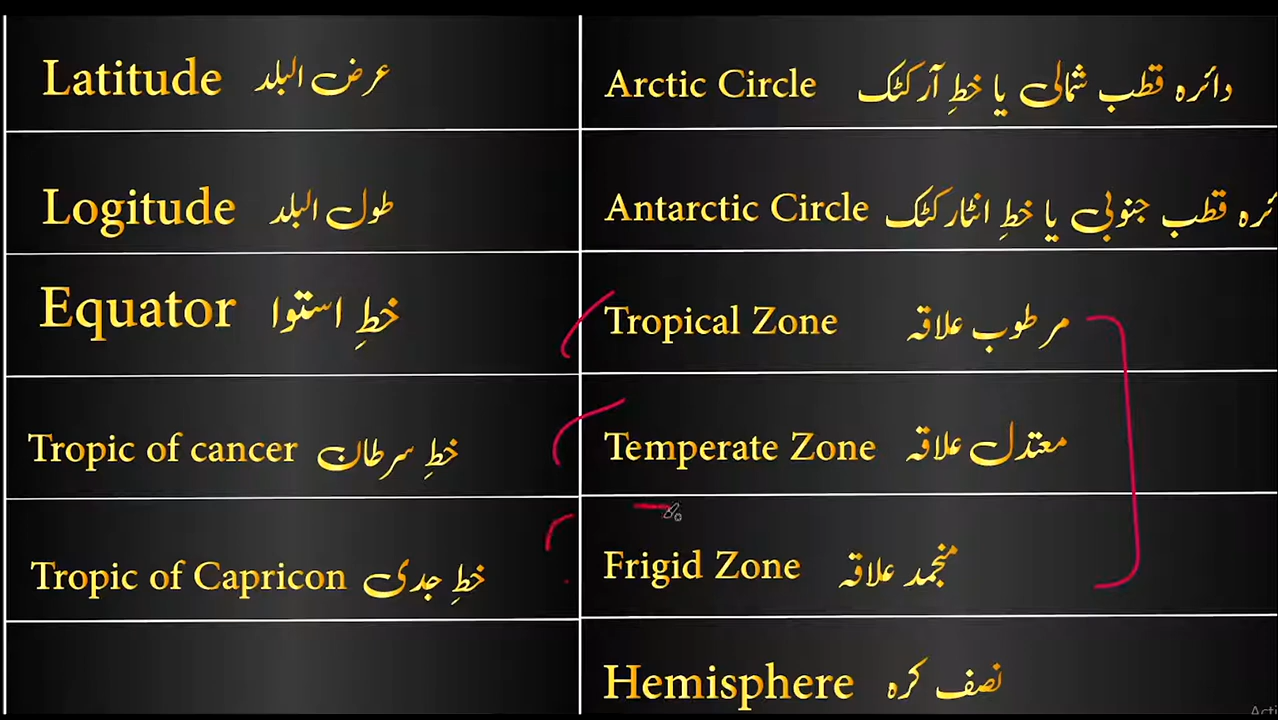 Latitude عرض البلد
Logitude طول البلد
Equator خطِ استوا
Tropic of cancer خطِ سرطان
Tropic of Capricon خطِ جدی
Arctic Circle دائرہ قطب شمالی یا خطِ آرکٹک
Antarctic Circle ئرہ قطب جنوبی یا خطِ انٹارکٹک
Tropical Zone مرطوب علاقہ
Temperate Zone معتدل علاقہ
Frigid Zone منجمد علاقہ
Hemisphere نصف کرہ
Acti